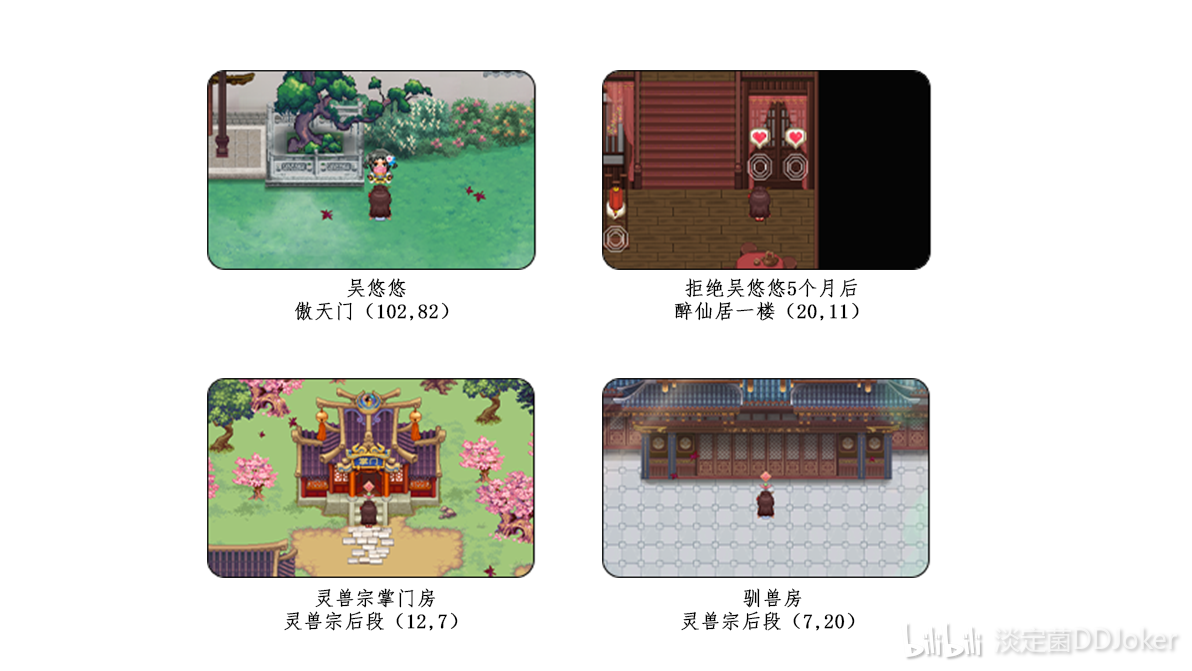 吴悠悠
傲天门（102,82）
拒绝吴悠悠5个月后
醉仙居一楼（20,11）
掌门
灵兽宗掌门房
灵兽宗后段（12,7）
驯兽房
灵兽宗后段（7,20）
bilibili 淡定菌DDJoker